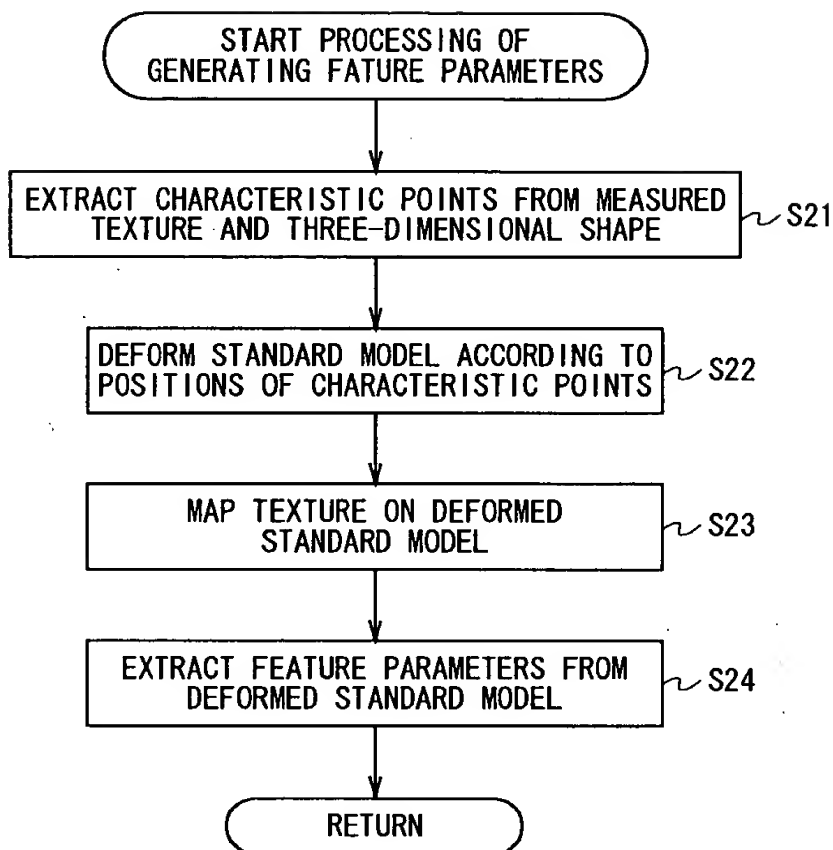 START PROCESSING OF
GENERATING FATURE PARAMETERS
EXTRACT CHARACTERISTIC POINTS FROM MEASURED
TEXTURE AND THREE-DIMENSIONAL SHAPE
S21
DEFORM STANDARD MODEL ACCORDING TO
POSITIONS OF CHARACTERISTIC POINTS
S22
MAP TEXTURE ON DEFORMED
STANDARD MODEL
S23
EXTRACT FEATURE PARAMETERS FROM
DEFORMED STANDARD MODEL
S24
RETURN